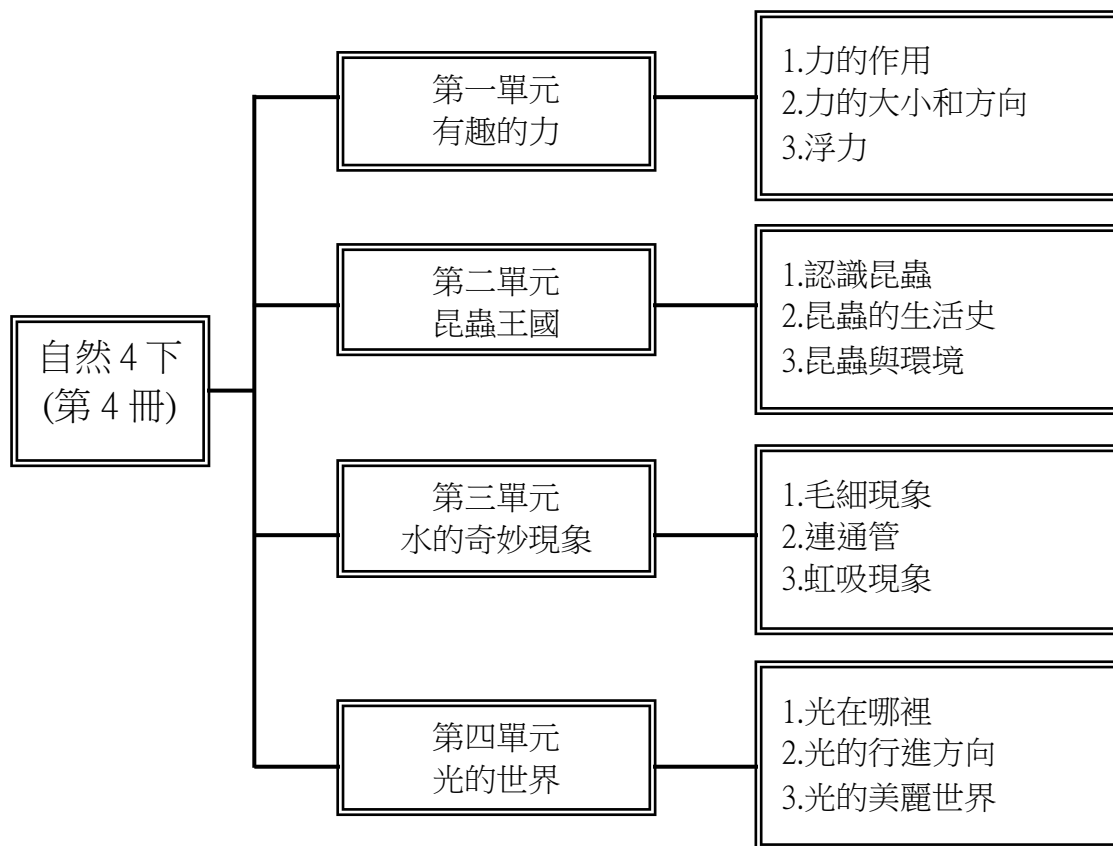 自然 4 下
(第 4 冊)
第一單元
有趣的力
1.力的作用
2.力的大小和方向
3.浮力
第二單元
昆蟲王國
1.認識昆蟲
2.昆蟲的生活史
3.昆蟲與環境
第三單元
水的奇妙現象
1.毛細現象
2.連通管
3.虹吸現象
第四單元
光的世界
1.光在哪裡
2.光的行進方向
3.光的美麗世界